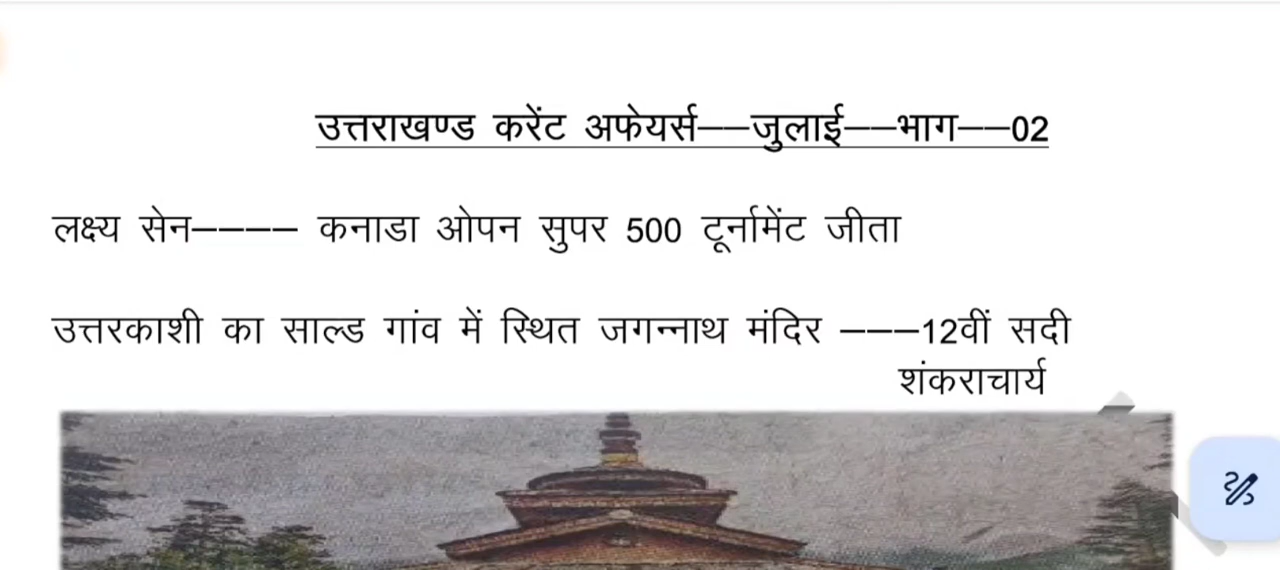 उत्तराखण्ड करेंट अफेयर्स——जुलाई——भाग——02
लक्ष्य सेन———— कनाडा ओपन सुपर 500 टूर्नामेंट जीता
उत्तरकाशी का साल्ड गांव में स्थित जगन्नाथ मंदिर ———12वीं सदी
शंकराचार्य